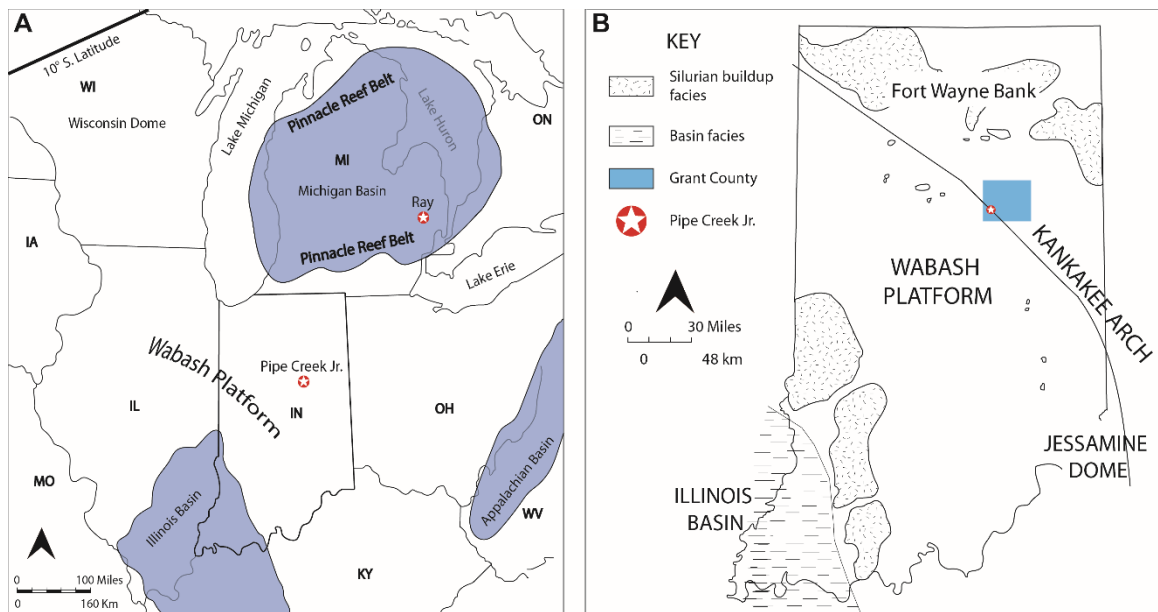 A
10° S. Latitude
WI
Wisconsin Dome
Lake Michigan
Pinnacle Reef Belt
Lake Huron
ON
MI
Michigan Basin
Ray
Pinnacle Reef Belt
IA
Lake Erie
Wabash Platform
Pipe Creek Jr.
IL
IN
OH
MO
Illinois Basin
Appalachian Basin
WV
KY
0 100 Miles
0 160 Km
B
KEY
Silurian buildup
facies
Basin facies
Grant County
Pipe Creek Jr.
0 30 Miles
0 48 km
Fort Wayne Bank
WABASH
PLATFORM
KANKAKEE ARCH
ILLINOIS
BASIN
JESSAMINE
DOME